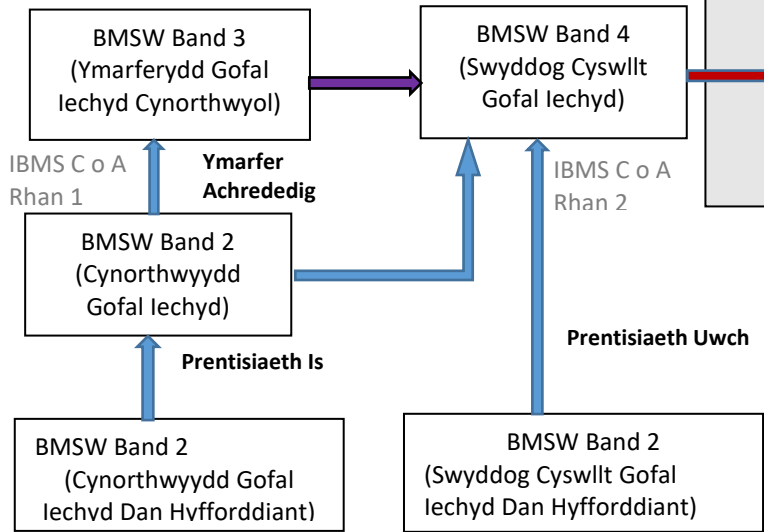 BMSW Band 3
(Ymarferydd Gofal
Iechyd Cynorthwyol)
BMSW Band 4
(Swyddog Cyswllt
Gofal Iechyd)
IBMS C o A
Rhan 1
Ymarfer
Achrededig
IBMS C o A
Rhan 2
BMSW Band 2
(Cynorthwyydd
Gofal Iechyd)
Prentisiaeth Is
Prentisiaeth Uwch
BMSW Band 2
(Cynorthwyydd Gofal
Iechyd Dan Hyfforddiant)
BMSW Band 2
(Swyddog Cyswllt Gofal
Iechyd Dan Hyfforddiant)